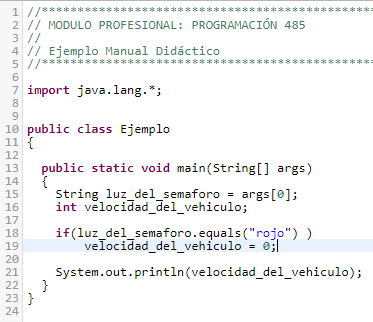 1 //**********************************************
2 // MODULO PROFESIONAL: PROGRAMACIÓN 485
3 //
4 // Ejemplo Manual Didáctico
5 //**********************************************
6
7 import java.lang.*;
8
9
10 public class Ejemplo
11 {
12
13 public static void main(String[] args)
14 {
15 String luz_del_semaforo = args[0];
16 int velocidad_del_vehiculo;
17
18 if(luz_del_semaforo.equals("rojo") )
19 velocidad_del_vehiculo = 0;
20
21 System.out.println(velocidad_del_vehiculo);
22 }
23 }
24